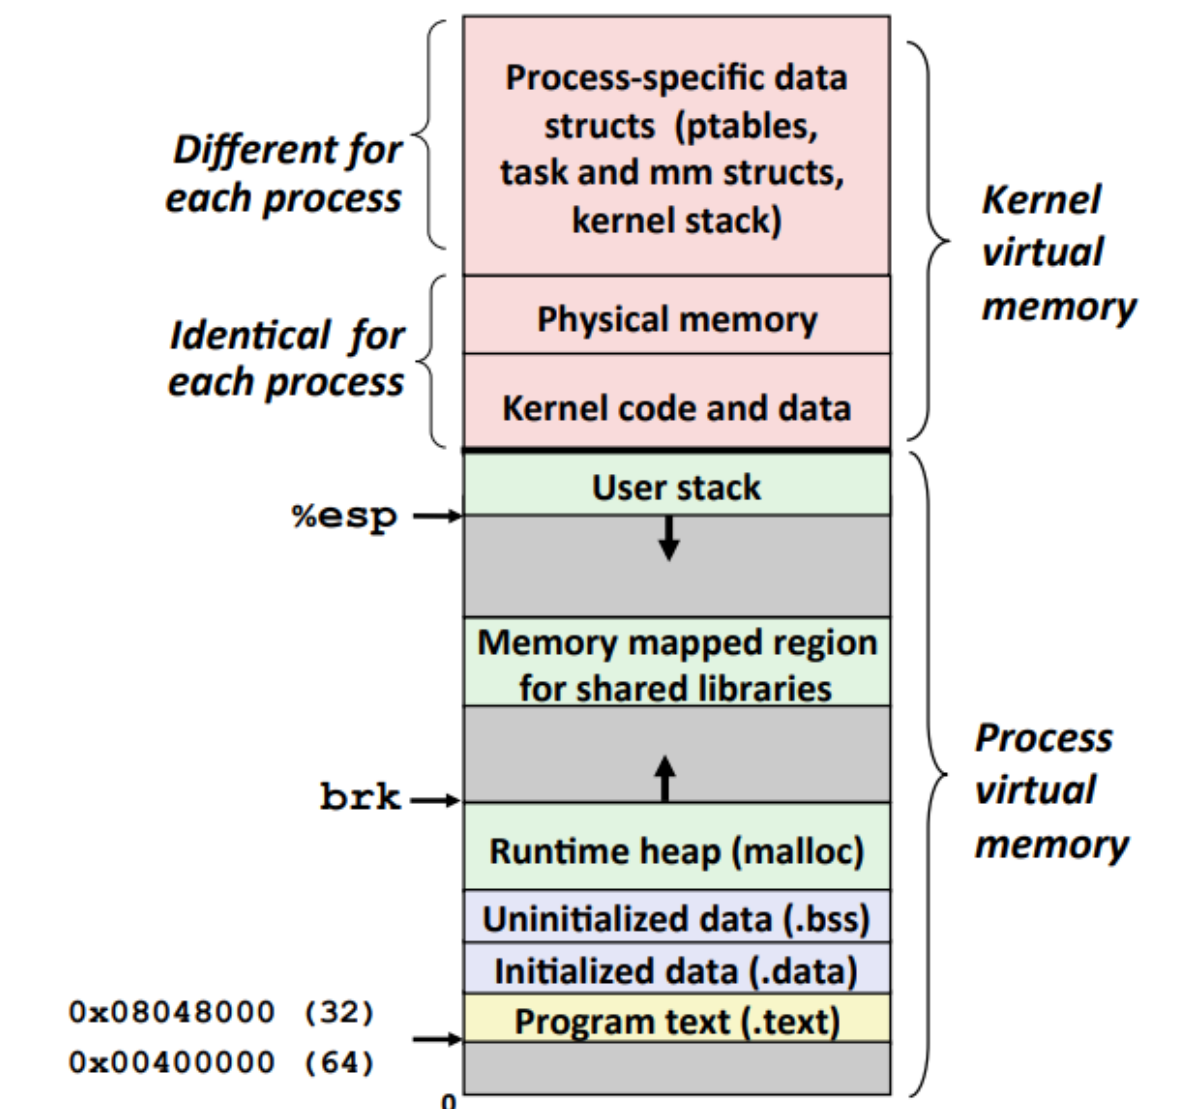 Process-specific data
structs (ptables,
task and mm structs,
kernel stack)
Different for
each process
Kernel
virtual
memory
Physical memory
Identical for
each process
Kernel code and data
User stack
%esp
Memory mapped region
for shared libraries
Process
virtual
memory
brk
Runtime heap (malloc)
Uninitialized data (.bss)
Initialized data (.data)
Program text (.text)
0x08048000 (32)
0x00400000 (64)
0